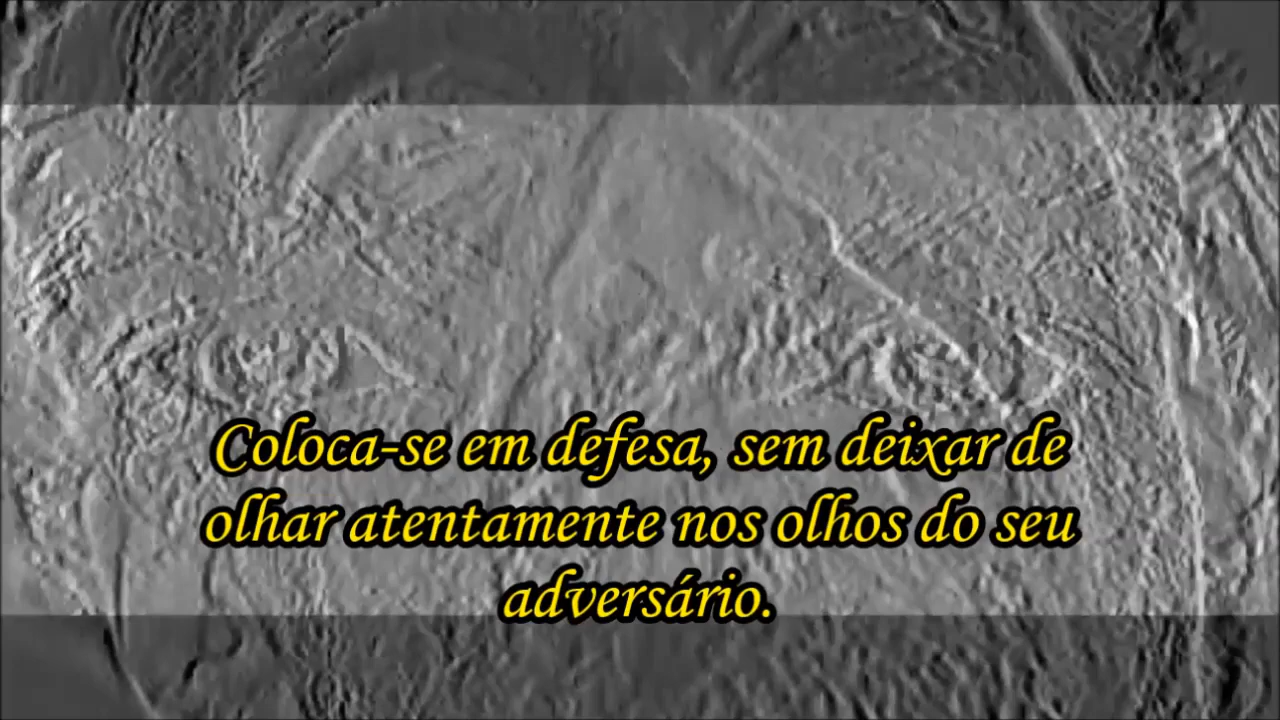 Coloca-se em defesa, sem deixar de
olhar atentamente nos olhos do seu
adversário.